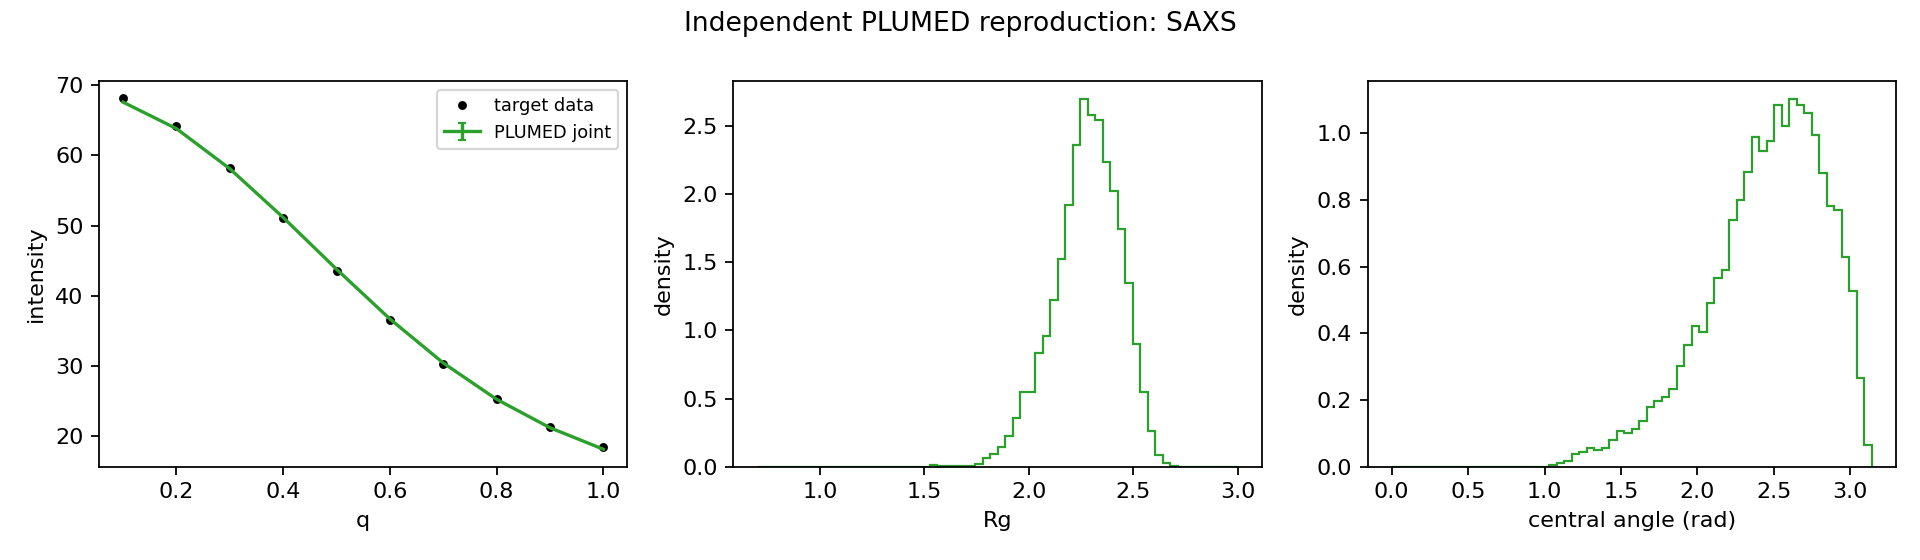 Independent PLUMED reproduction: SAXS
70
60
50
40
30
20
intensity
target data
PLUMED joint
0.2 0.4 0.6 0.8 1.0
q
2.5
2.0
1.5
1.0
0.5
0.0
density
1.0 1.5 2.0 2.5 3.0
Rg
1.0
0.8
0.6
0.4
0.2
0.0
density
0.0 0.5 1.0 1.5 2.0 2.5 3.0
central angle (rad)